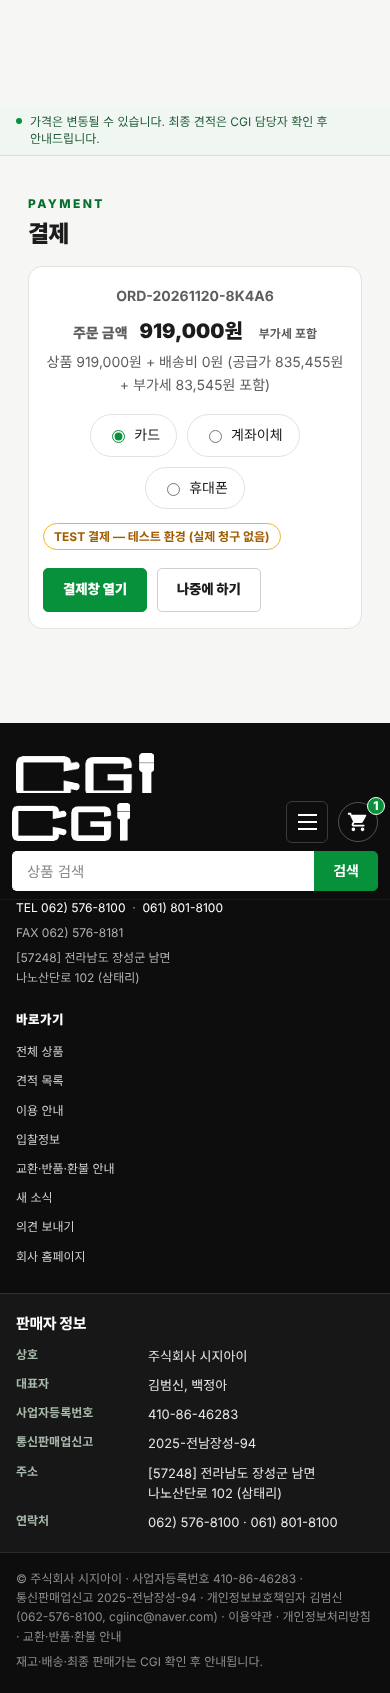 가격은 변동될 수 있습니다. 최종 견적은 CGI 담당자 확인 후
안내드립니다.
PAYMENT
결제
ORD-20261120-8K4A6
주문 금액 919,000원 부가세 포함
상품 919,000원 + 배송비 0원 (공급가 835,455원
+ 부가세 83,545원 포함)
카드 계좌이체
휴대폰
TEST 결제 — 테스트 환경 (실제 청구 없음)
결제창 열기 나중에 하기
CGI
CGI
1
상품 검색 검색
TEL 062) 576-8100 · 061) 801-8100
FAX 062) 576-8181
[57248] 전라남도 장성군 남면
나노산단로 102 (삼태리)
바로가기
전체 상품
견적 목록
이용 안내
입찰정보
교환·반품·환불 안내
새 소식
의견 보내기
회사 홈페이지
판매자 정보
상호 주식회사 시지아이
대표자 김범신, 백정아
사업자등록번호 410-86-46283
통신판매업신고 2025-전남장성-94
주소 [57248] 전라남도 장성군 남면
나노산단로 102 (삼태리)
연락처 062) 576-8100 · 061) 801-8100
© 주식회사 시지아이 · 사업자등록번호 410-86-46283 ·
통신판매업신고 2025-전남장성-94 · 개인정보보호책임자 김범신
(062-576-8100, cgiinc@naver.com) · 이용약관 · 개인정보처리방침
· 교환·반품·환불 안내
재고·배송·최종 판매가는 CGI 확인 후 안내됩니다.